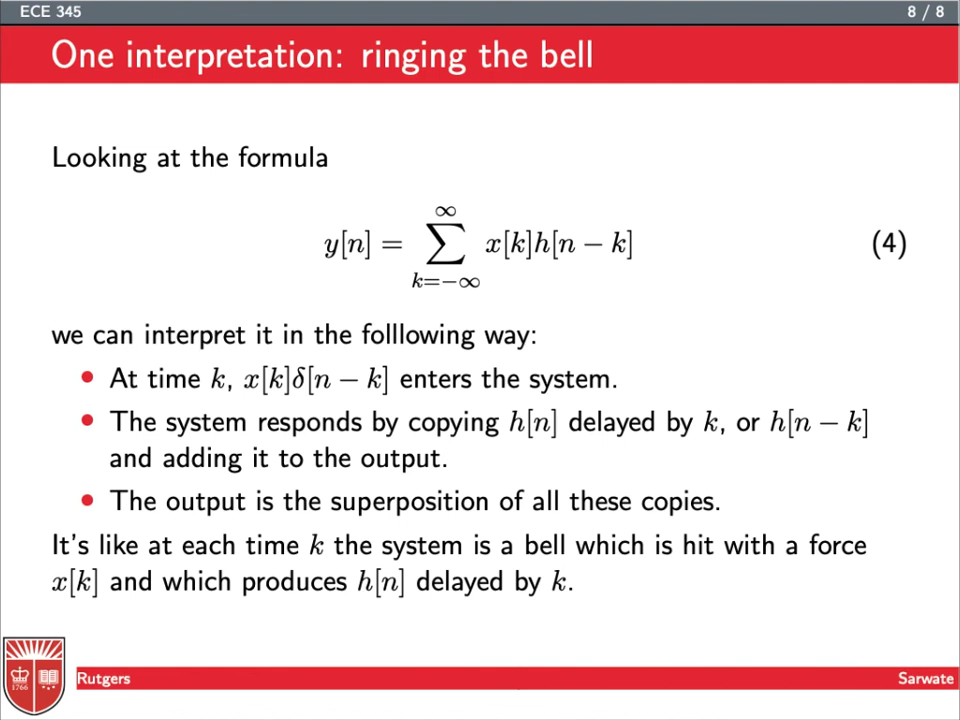 ECE 345
8 / 8
One interpretation: ringing the bell
Looking at the formula
y[n] = ∑_{k=−∞}^{∞} x[k]h[n − k] (4)
we can interpret it in the folllowing way:
• At time k, x[k]δ[n − k] enters the system.
• The system responds by copying h[n] delayed by k, or h[n − k]
and adding it to the output.
• The output is the superposition of all these copies.
It's like at each time k the system is a bell which is hit with a force
x[k] and which produces h[n] delayed by k.
1766
Rutgers
Sarwate